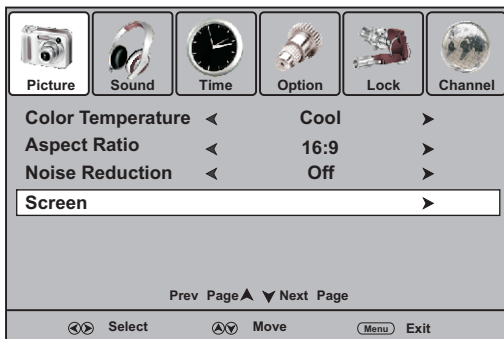 Picture Sound Time Option Lock Channel
Color Temperature Cool
Aspect Ratio 16:9
Noise Reduction Off
Screen
Prev Page Next Page
Select Move Menu Exit